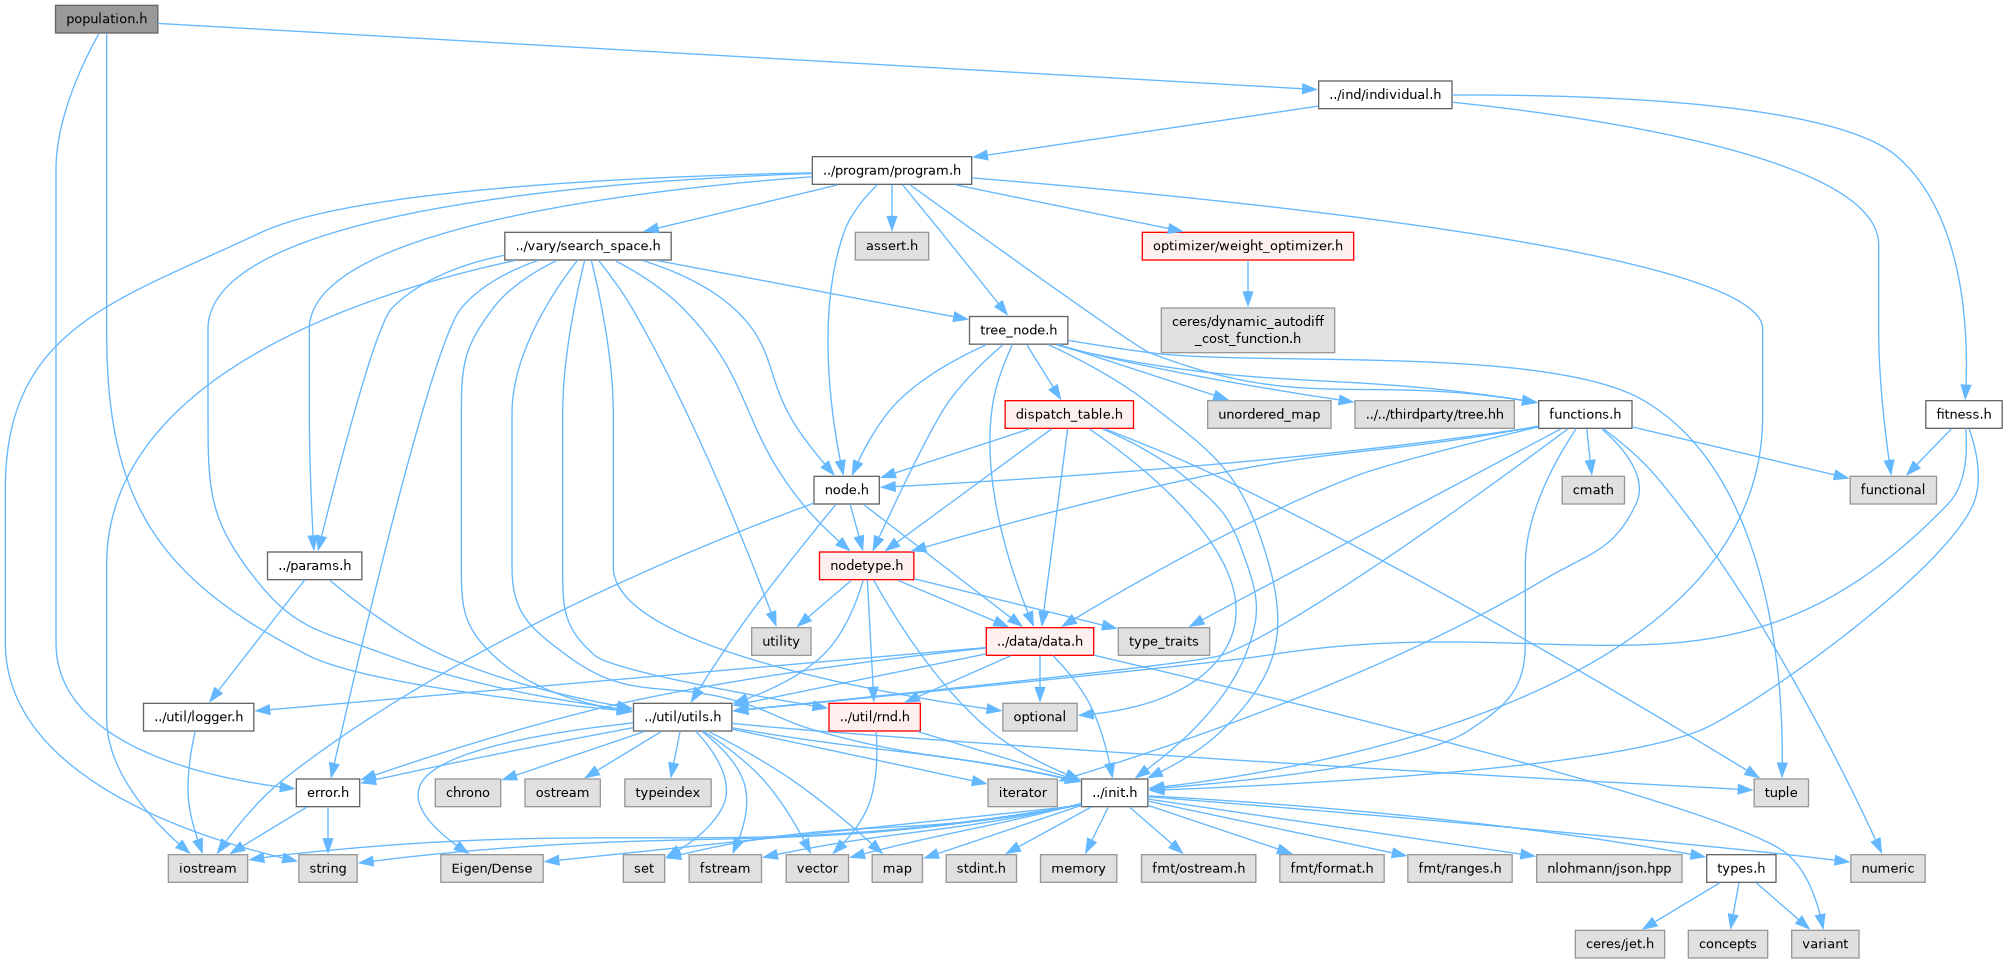 population.h
../ind/individual.h
../program/program.h
../vary/search_space.h
assert.h
optimizer/weight_optimizer.h
ceres/dynamic_autodiff
_cost_function.h
tree_node.h
dispatch_table.h
unordered_map
../../thirdparty/tree.hh
functions.h
fitness.h
node.h
cmath
functional
../params.h
nodetype.h
utility
../data/data.h
type_traits
../util/logger.h
../util/utils.h
../util/rnd.h
optional
error.h
chrono
ostream
typeindex
iterator
../init.h
tuple
iostream
string
Eigen/Dense
set
fstream
vector
map
stdint.h
memory
fmt/ostream.h
fmt/format.h
fmt/ranges.h
nlohmann/json.hpp
types.h
numeric
ceres/jet.h
concepts
variant